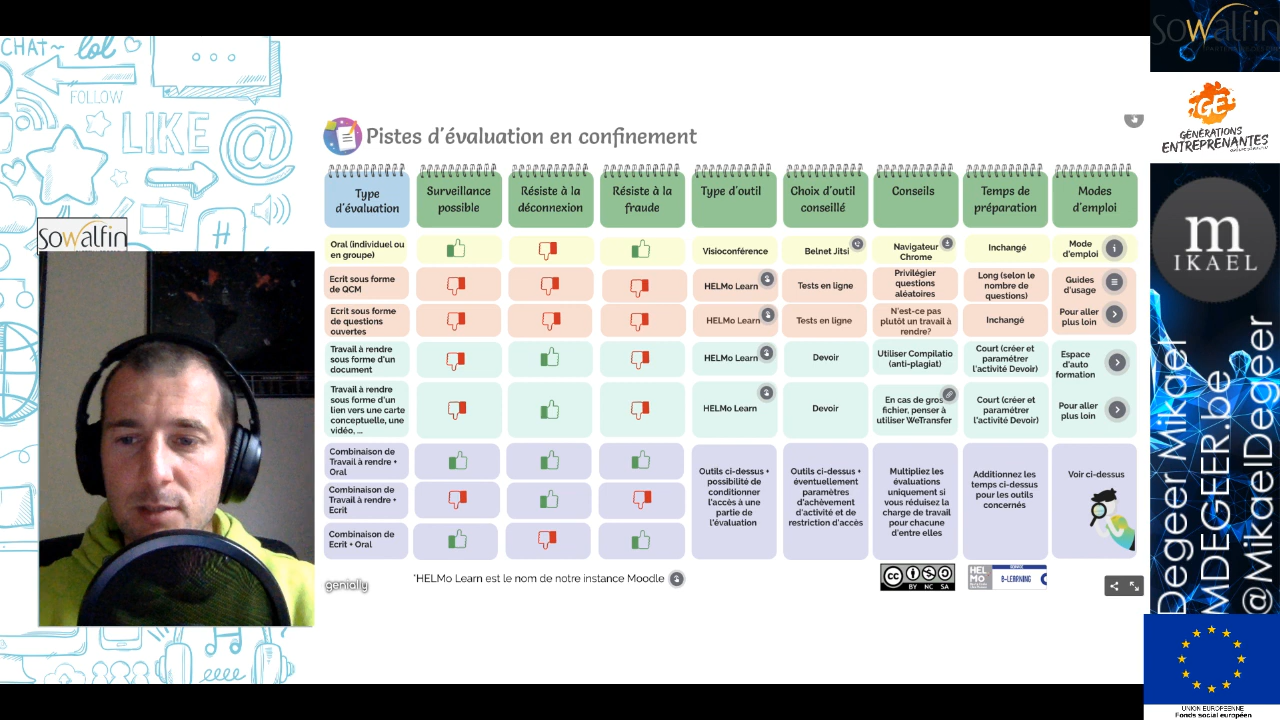 CHAT~ lol
FOLLOW
LIKE
@
#
Sowalfin
Pistes d'évaluation en confinement
Type
d'évaluation
Surveillance
possible
Résiste à la
déconnexion
Résiste à la
fraude
Type d'outil
Choix d'outil
conseillé
Conseils
Temps de
préparation
Modes
d'emploi
Oral (individuel ou
en groupe)
Visioconférence
Belnet Jitsi
Navigateur
Chrome
Inchangé
Mode
d'emploi
Ecrit sous forme
de QCM
HELMo Learn
Tests en ligne
Privilégier
questions
aléatoires
Long (selon le
nombre de
questions)
Guides
d'usage
Ecrit sous forme
de questions
ouvertes
HELMo Learn
Tests en ligne
N'est-ce pas
plutôt un travail à
rendre?
Inchangé
Pour aller
plus loin
Travail à rendre
sous forme d'un
document
HELMo Learn
Devoir
Utiliser Compilatio
(anti-plagiat)
Court (créer et
paramétrer
l'activité Devoir)
Espace
d'auto
formation
Travail à rendre
sous forme d'un
lien vers une carte
conceptuelle, une
vidéo, ...
HELMo Learn
Devoir
En cas de gros
fichier, penser à
utiliser WeTransfer
Court (créer et
paramétrer
l'activité Devoir)
Pour aller
plus loin
Combinaison de
Travail à rendre +
Oral
Combinaison de
Travail à rendre +
Ecrit
Combinaison de
Ecrit + Oral
Outils ci-dessus +
possibilité de
conditionner
l'accès à une
partie de
l'évaluation
Outils ci-dessus +
éventuellement
paramètres
d'achèvement
d'activité et de
restriction d'accès
Multipliez les
évaluations
uniquement si
vous réduisez la
charge de travail
pour chacune
d'entre elles
Additionnez les
temps ci-dessus
pour les outils
concernés
Voir ci-dessus
genially
*HELMo Learn est le nom de notre instance Moodle
cc BY NC SA
HEL
MO
SERVICE
E-LEARNING
Sowalfin
GE
GÉNÉRATIONS
ENTREPRENANTES
m
IKAEL
Degeer Mikael
MDEGEER.be
@MikaelDegeer
UNION EUROPEENNE
Fonds social européen